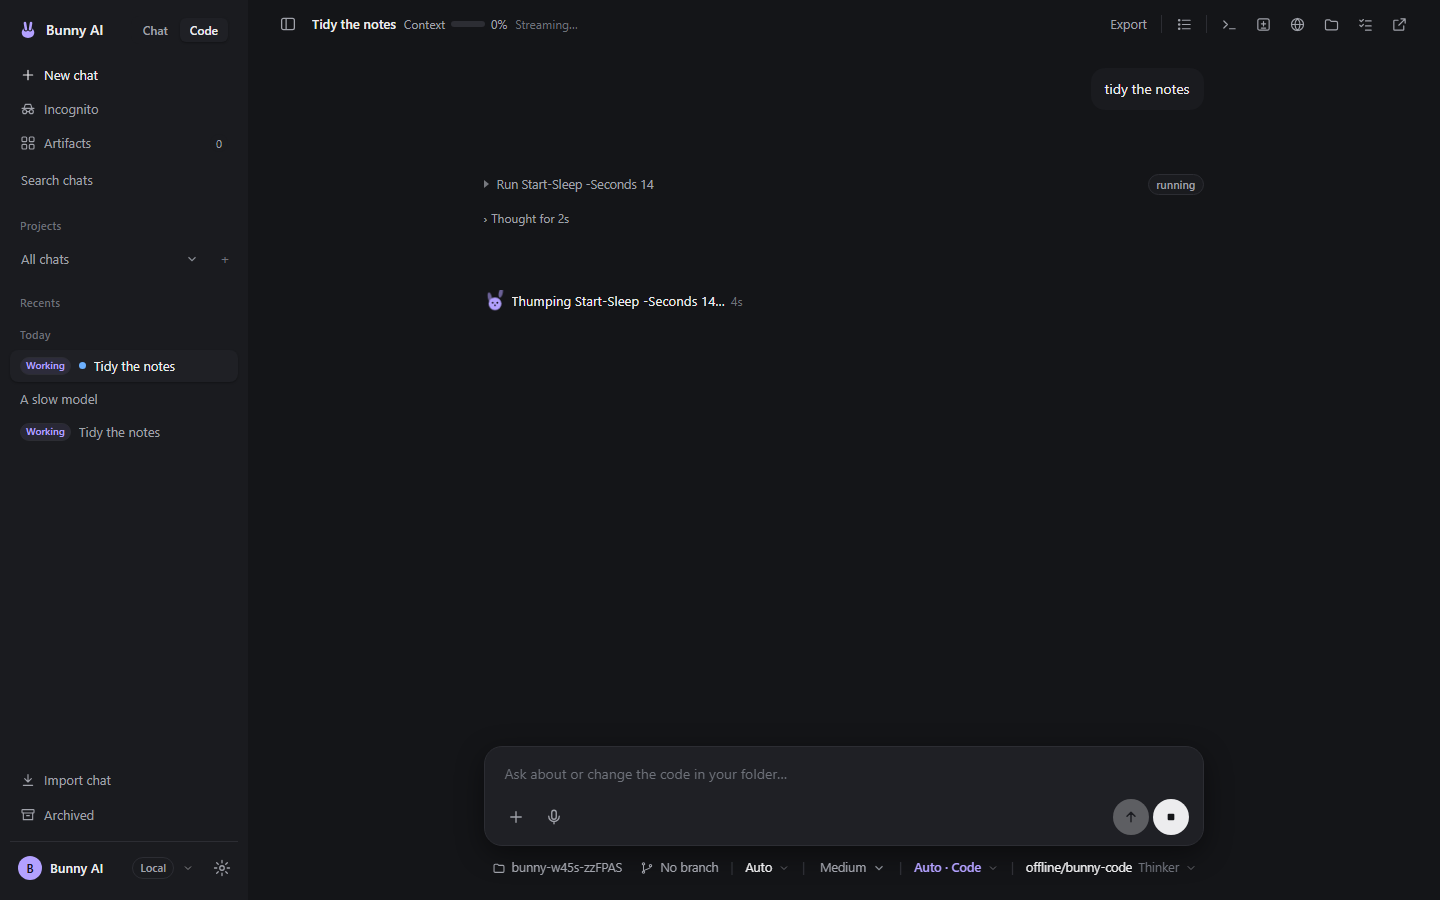 Bunny AI
Chat
Code
New chat
Incognito
Artifacts
0
Search chats
Projects
All chats
+
Recents
Today
Working
Tidy the notes
A slow model
Working
Tidy the notes
Import chat
Archived
B
Bunny AI
Local
Tidy the notes
Context
0%
Streaming...
Export
tidy the notes
Run Start-Sleep -Seconds 14
running
› Thought for 2s
Thumping Start-Sleep -Seconds 14... 4s
Ask about or change the code in your folder...
bunny-w45s-zzFPAS
No branch
Auto
Medium
Auto · Code
offline/bunny-code Thinker